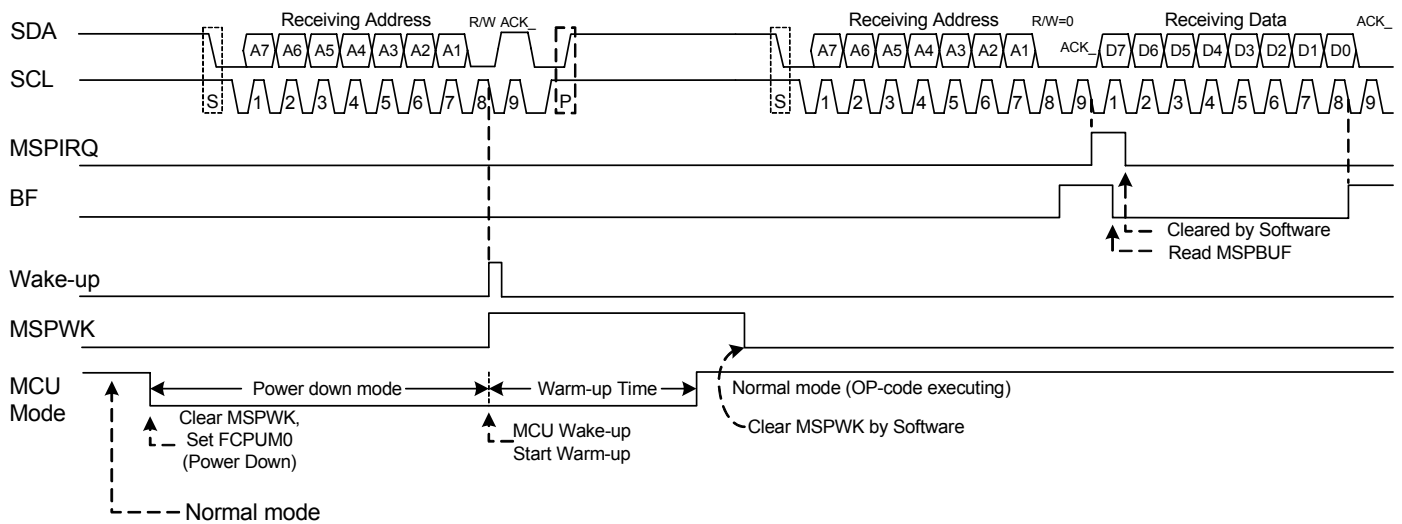 Receiving Address R/W ACK_ Receiving Address R/W=0 Receiving Data ACK_
SDA A7 A6 A5 A4 A3 A2 A1 A7 A6 A5 A4 A3 A2 A1 ACK_ D7 D6 D5 D4 D3 D2 D1 D0
SCL S 1 2 3 4 5 6 7 8 9 P S 1 2 3 4 5 6 7 8 9 1 2 3 4 5 6 7 8 9
MSPIRQ
BF
Cleared by Software
Read MSPBUF
Wake-up
MSPWK
MCU Mode
Power down mode
Warm-up Time
Normal mode (OP-code executing)
Clear MSPWK,
Set FCPUM0
(Power Down)
MCU Wake-up
Start Warm-up
Clear MSPWK by Software
Normal mode